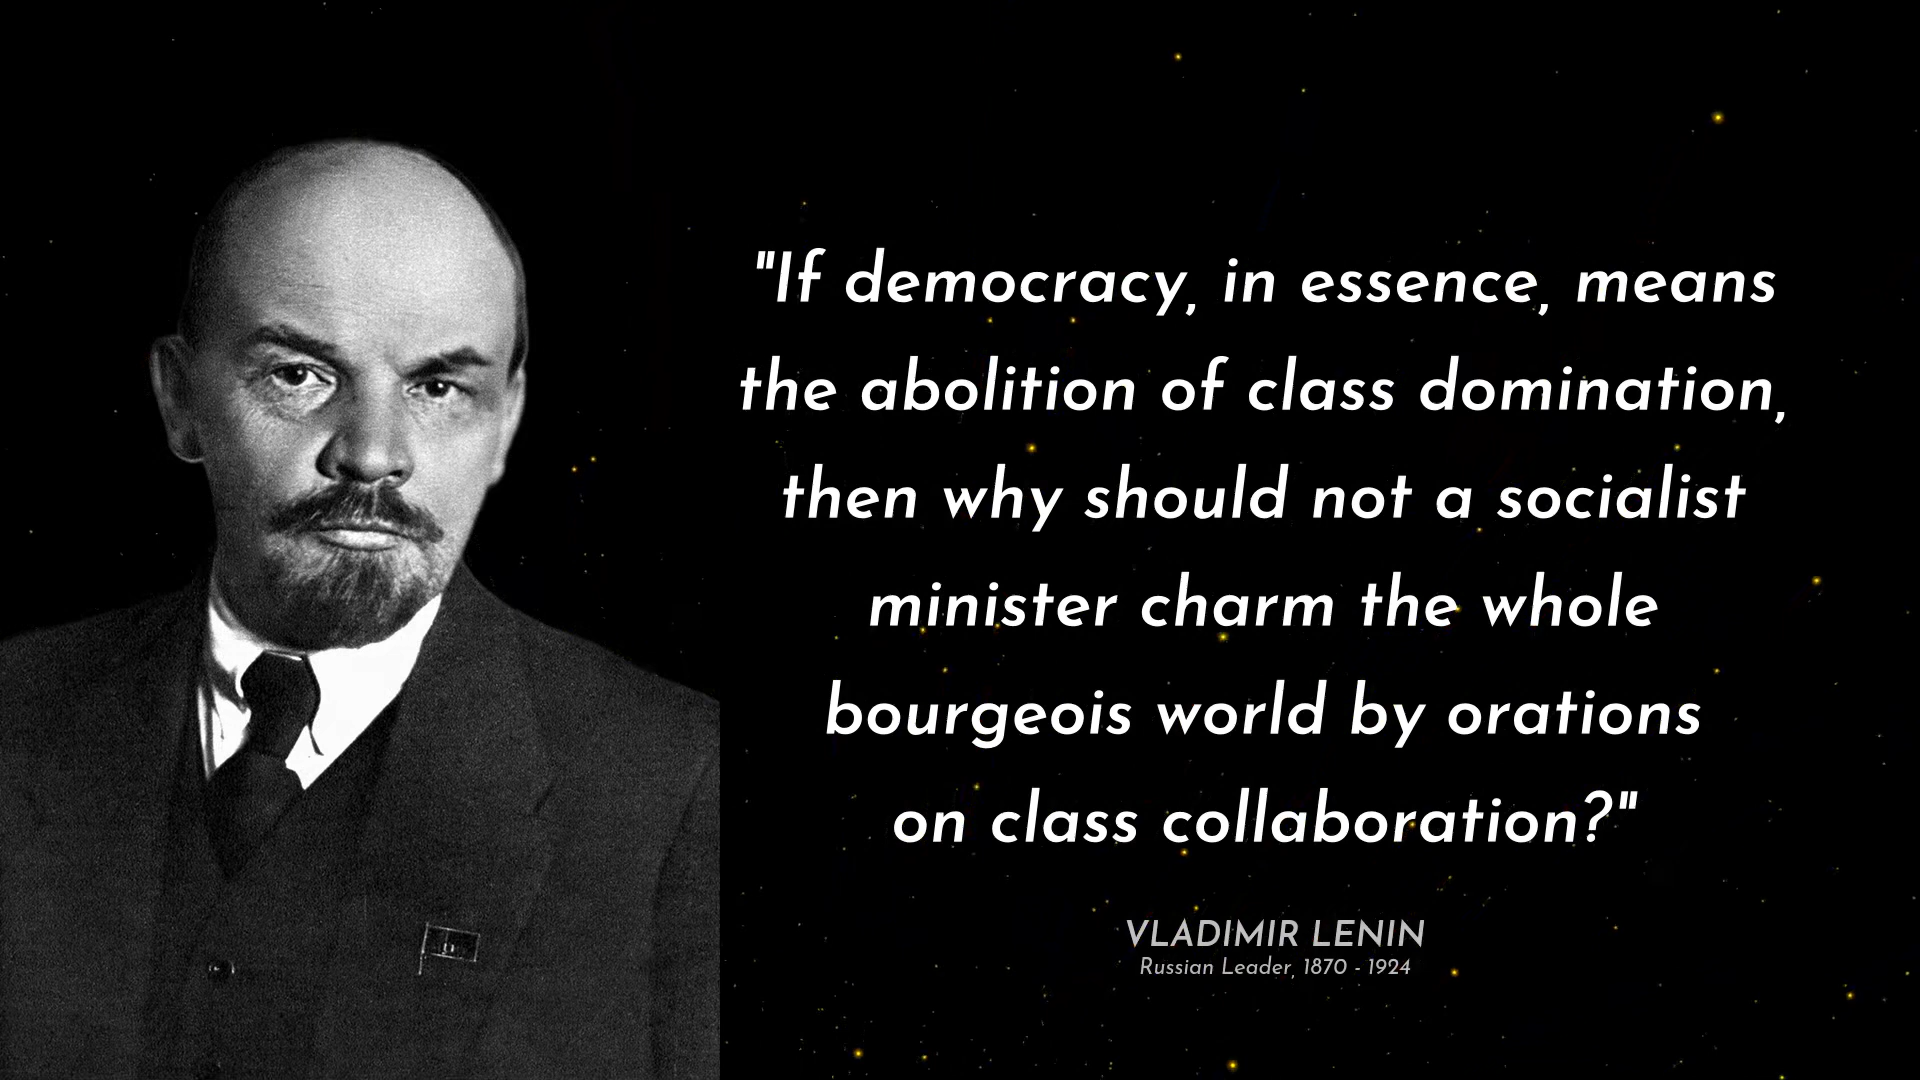 "If democracy, in essence, means
the abolition of class domination,
then why should not a socialist
minister charm the whole
bourgeois world by orations
on class collaboration?"
VLADIMIR LENIN
Russian Leader, 1870 - 1924